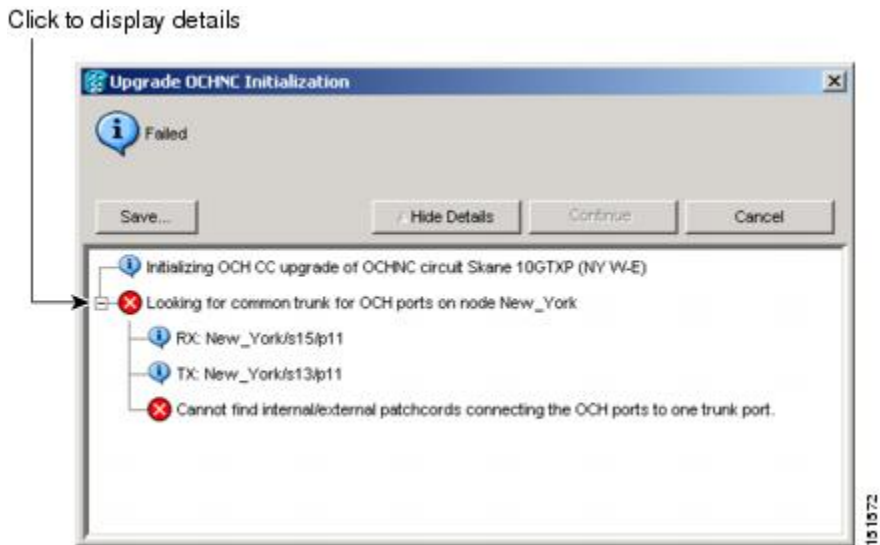 Click to display details
Upgrade OCHNC Initialization
Failed
Save...
Hide Details
Continue
Cancel
Initializing OCH CC upgrade of OCHNC circuit Skane 10GTXP (NY W-E)
Looking for common trunk for OCH ports on node New_York
RX: New_York/s15/p11
TX: New_York/s13/p11
Cannot find internal/external patchcords connecting the OCH ports to one trunk port.
151572